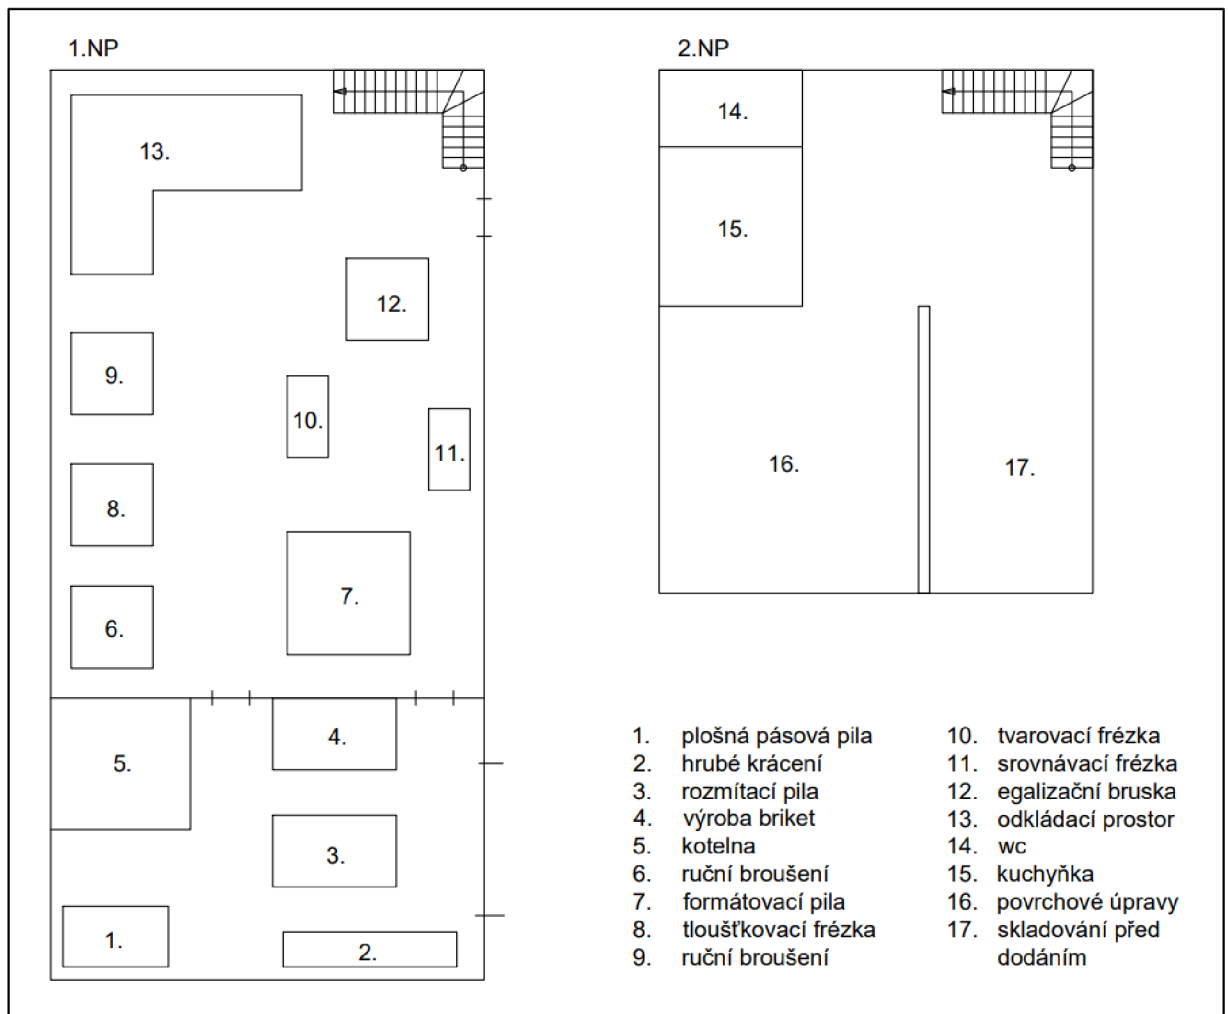 1.NP
2.NP
13.
12.
9.
10.
11.
8.
7.
6.
4.
5.
3.
1.
2.
14.
15.
16.
17.
1. plošná pásová pila
2. hrubé krácení
3. rozmítací pila
4. výroba briket
5. kotelna
6. ruční broušení
7. formátovací pila
8. tloušťkovací frézka
9. ruční broušení
10. tvarovací frézka
11. srovnávací frézka
12. egalizační bruska
13. odkládací prostor
14. wc
15. kuchyňka
16. povrchové úpravy
17. skladování před
dodáním